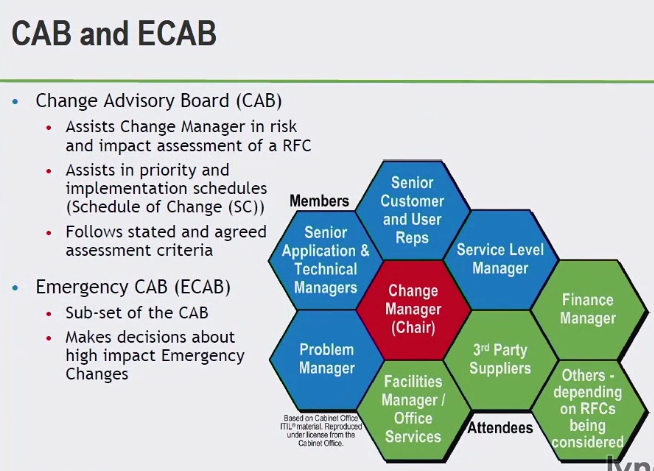 CAB and ECAB
• Change Advisory Board (CAB)
• Assists Change Manager in risk
and impact assessment of a RFC
• Assists in priority and
implementation schedules
(Schedule of Change (SC))
• Follows stated and agreed
assessment criteria
• Emergency CAB (ECAB)
• Sub-set of the CAB
• Makes decisions about
high impact Emergency
Changes
Members
Senior
Customer
and User
Reps
Senior
Application &
Technical
Managers
Service Level
Manager
Change
Manager
(Chair)
Finance
Manager
Problem
Manager
3rd Party
Suppliers
Facilities
Manager /
Office
Services
Others -
depending
on RFCs
being
considered
Attendees
Based on Cabinet Office
ITIL® material. Reproduced
under license from the
Cabinet Office.